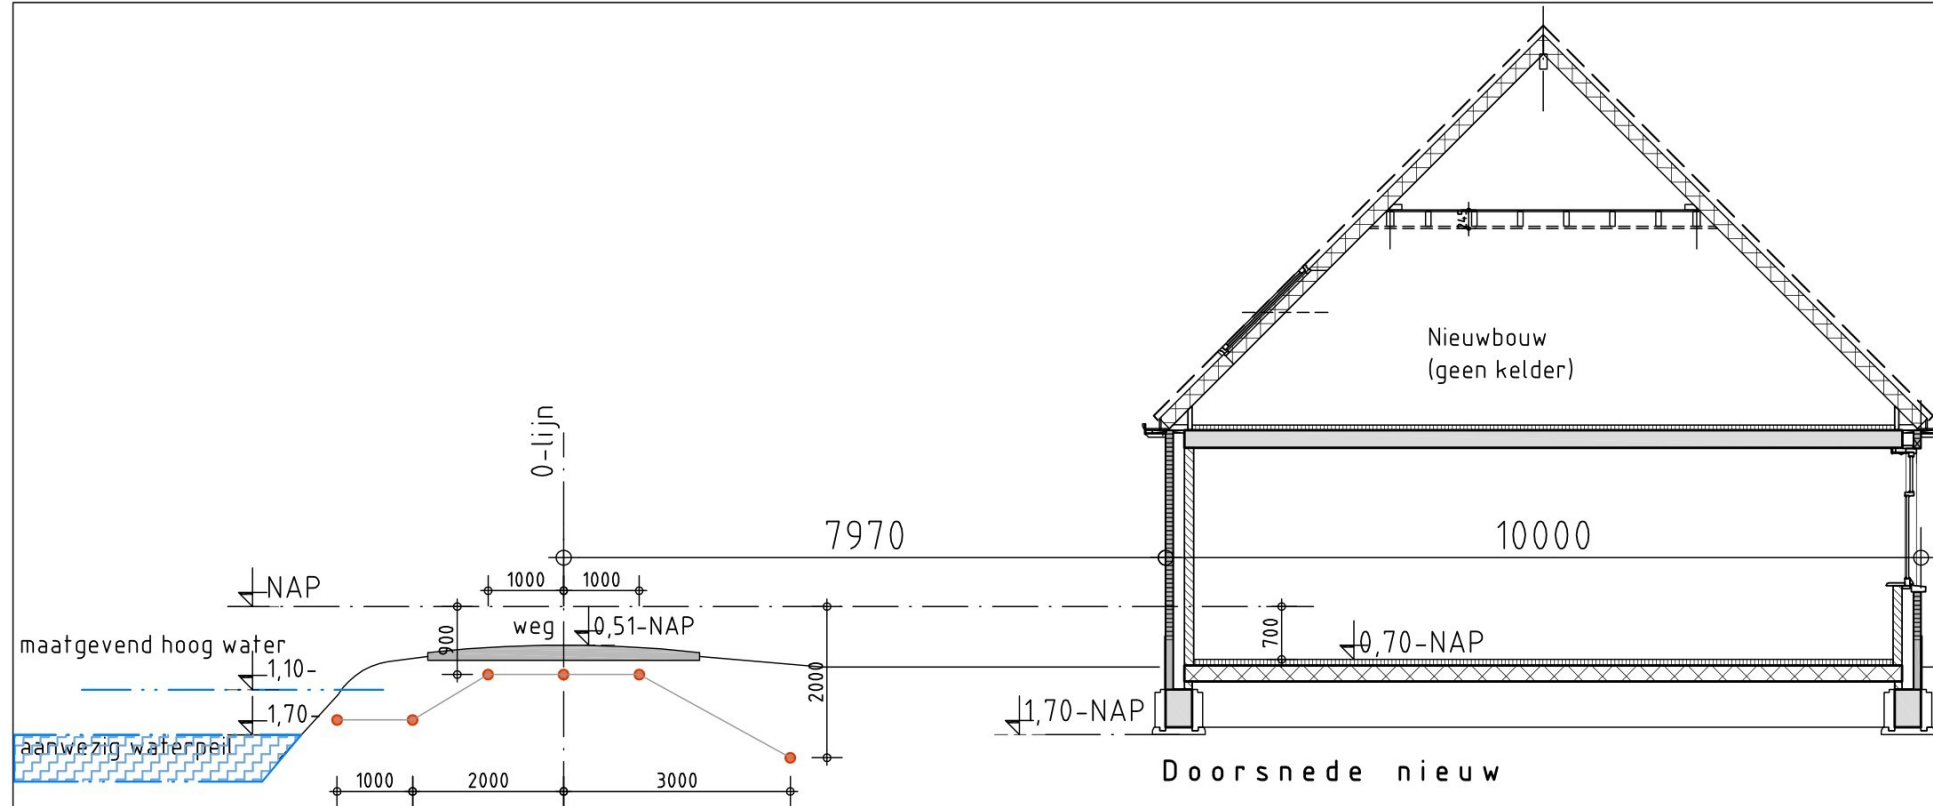 245
Nieuwbouw
(geen kelder)
0-lijn
7970
10000
1000
1000
NAP
900
weg
0,51-NAP
700
0,70-NAP
maatgevend hoog water
1,10-
2000
1,70-
1,70-NAP
aanwezig waterpeil
1000
2000
3000
Doorsnede nieuw